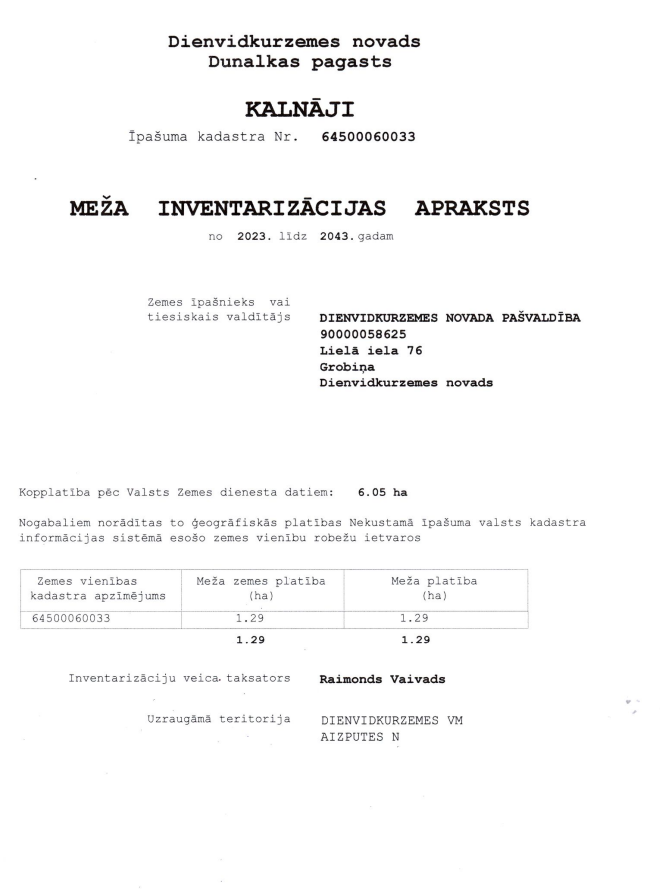 Dienvidkurzemes novads
Dunalkas pagasts
KALNĀJI
Īpašuma kadastra Nr. 64500060033
MEŽA INVENTARIZĀCIJAS APRAKSTS
no 2023. līdz 2043. gadam
Zemes īpašnieks vai
tiesiskais valdītājs
DIENVIDKURZEMES NOVADA PAŠVALDĪBA
90000058625
Lielā iela 76
Grobiņa
Dienvidkurzemes novads
Kopplatība pēc Valsts Zemes dienesta datiem: 6.05 ha
Nogabaliem norādītas to ģeogrāfiskās platības Nekustamā īpašuma valsts kadastra
informācijas sistēmā esošo zemes vienību robežu ietvaros
Zemes vienības kadastra apzīmējums Meža zemes platība (ha) Meža platība (ha)
64500060033 1.29 1.29
1.29 1.29
Inventarizāciju veica taksators Raimonds Vaivads
Uzraugāmā teritorija DIENVIDKURZEMES VM
AIZPUTES N